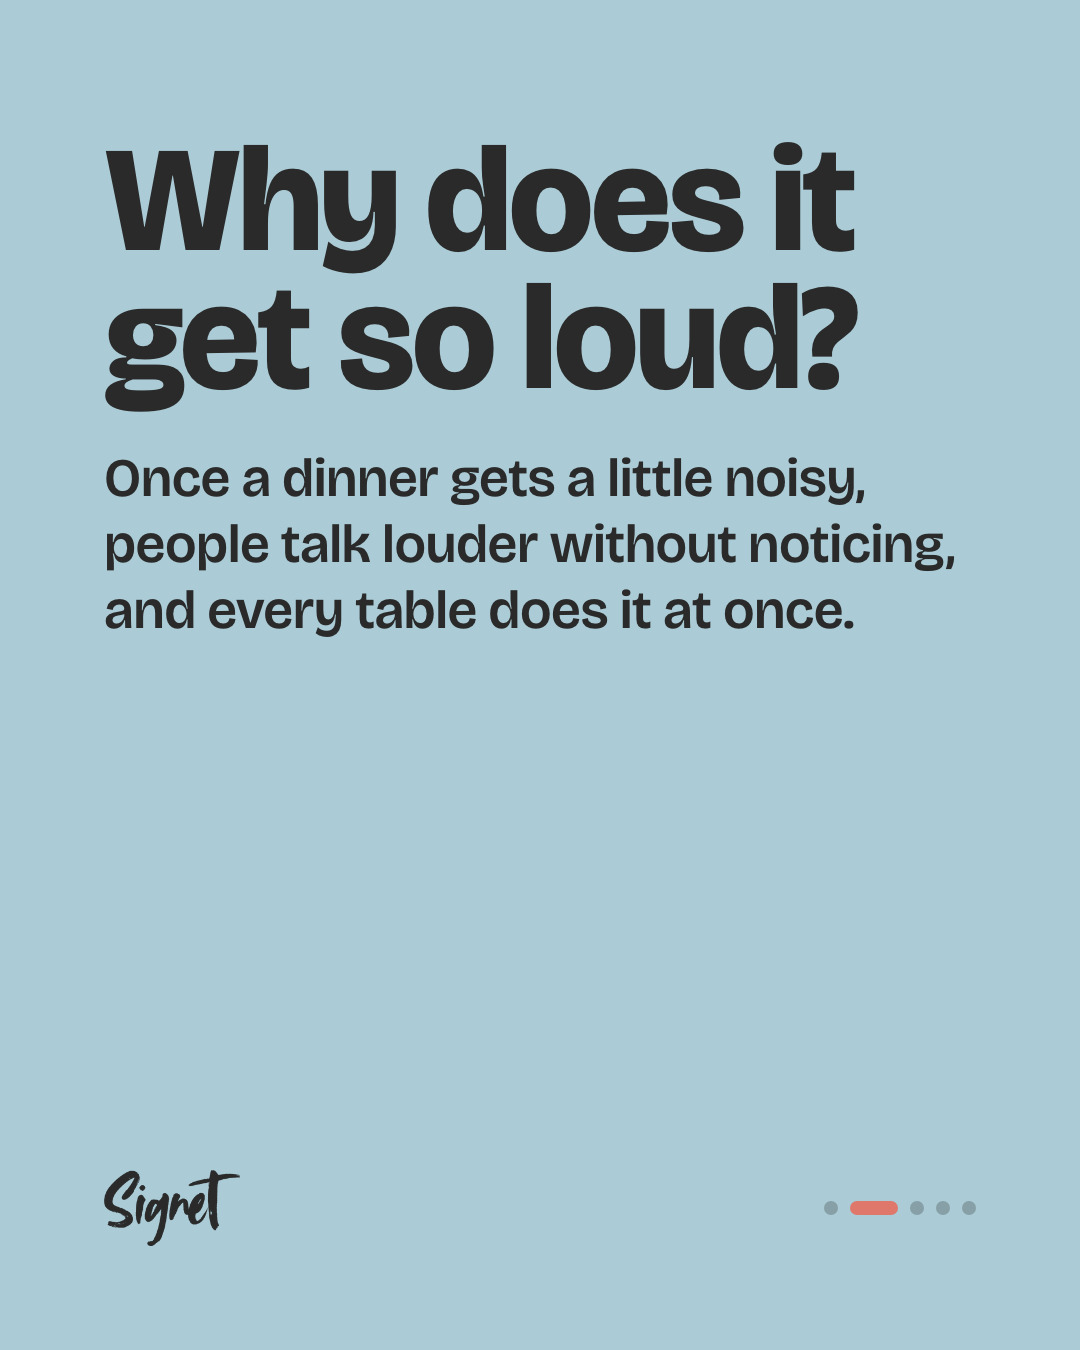 Why does it
get so loud?
Once a dinner gets a little noisy,
people talk louder without noticing,
and every table does it at once.
Signet